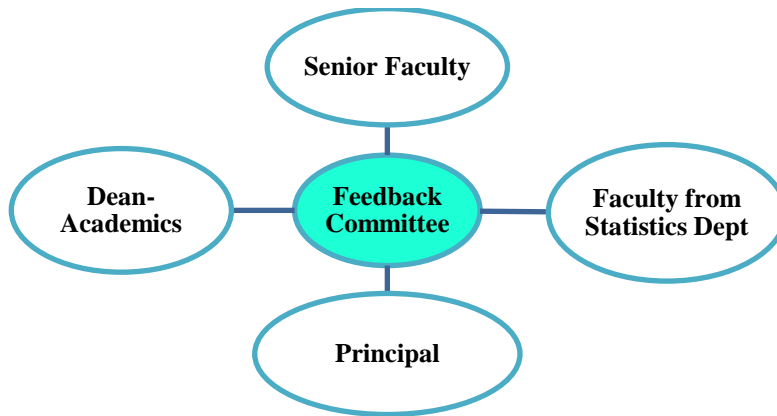 Senior Faculty
Dean-
Academics
Feedback
Committee
Faculty from
Statistics Dept
Principal